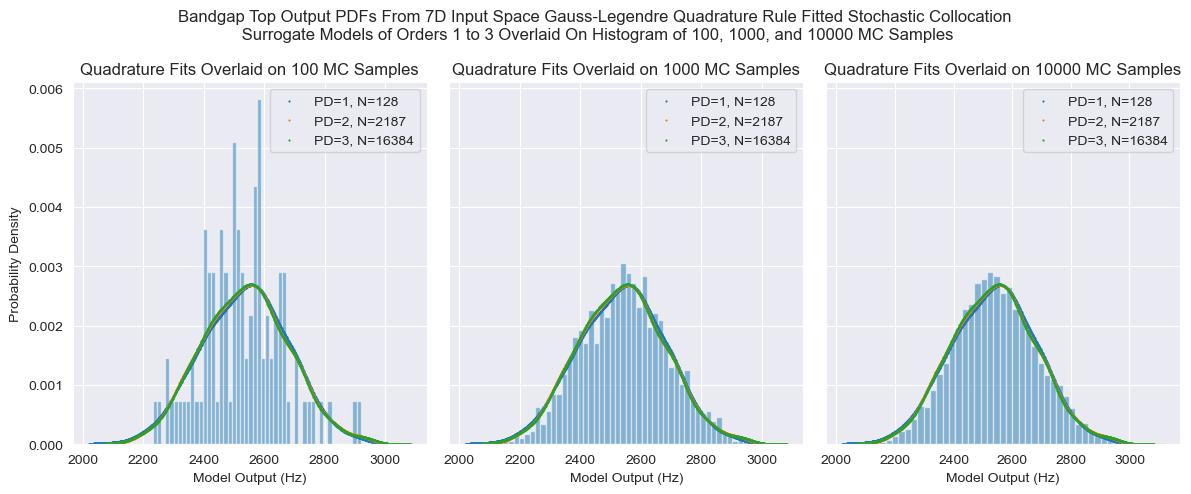 Bandgap Top Output PDFs From 7D Input Space Gauss-Legendre Quadrature Rule Fitted Stochastic Collocation
Surrogate Models of Orders 1 to 3 Overlaid On Histogram of 100, 1000, and 10000 MC Samples
Quadrature Fits Overlaid on 100 MC Samples
0.006
0.005
0.004
0.003
0.002
0.001
0.000
Probability Density
PD=1, N=128
PD=2, N=2187
PD=3, N=16384
2000 2200 2400 2600 2800 3000
Model Output (Hz)
Quadrature Fits Overlaid on 1000 MC Samples
PD=1, N=128
PD=2, N=2187
PD=3, N=16384
2000 2200 2400 2600 2800 3000
Model Output (Hz)
Quadrature Fits Overlaid on 10000 MC Samples
PD=1, N=128
PD=2, N=2187
PD=3, N=16384
2000 2200 2400 2600 2800 3000
Model Output (Hz)